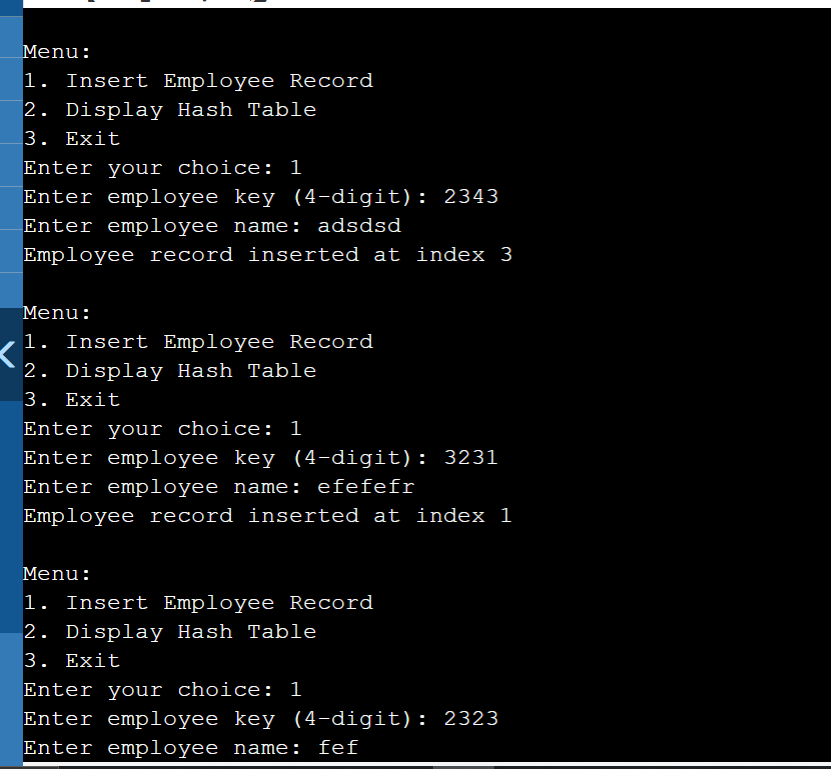 Menu:
1. Insert Employee Record
2. Display Hash Table
3. Exit
Enter your choice: 1
Enter employee key (4-digit): 2343
Enter employee name: adsdsd
Employee record inserted at index 3
Menu:
1. Insert Employee Record
2. Display Hash Table
3. Exit
Enter your choice: 1
Enter employee key (4-digit): 3231
Enter employee name: efefefr
Employee record inserted at index 1
Menu:
1. Insert Employee Record
2. Display Hash Table
3. Exit
Enter your choice: 1
Enter employee key (4-digit): 2323
Enter employee name: fef